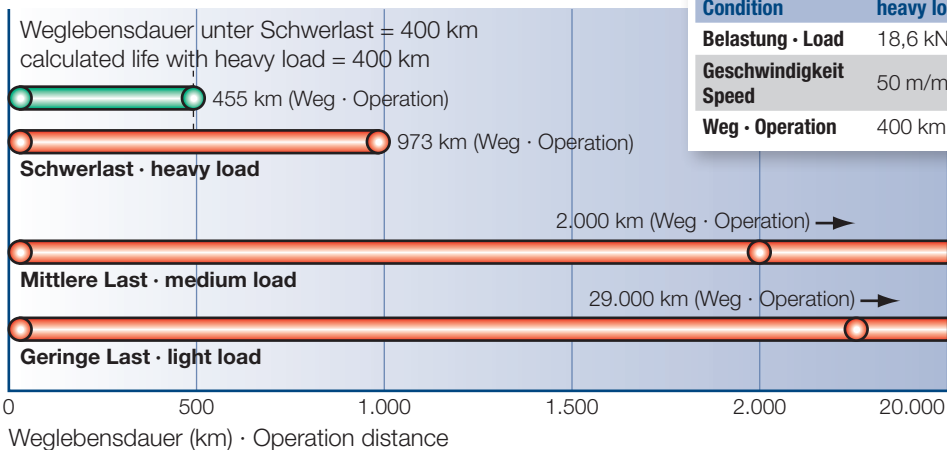 Weglebensdauer unter Schwerlast = 400 km
calculated life with heavy load = 400 km
455 km (Weg · Operation)
973 km (Weg · Operation)
Schwerlast · heavy load
2.000 km (Weg · Operation)
Mittlere Last · medium load
29.000 km (Weg · Operation)
Geringe Last · light load
0 500 1.000 1.500 2.000 20.000
Weglebensdauer (km) · Operation distance
Condition heavy lo
Belastung · Load 18,6 kN
Geschwindigkeit
Speed 50 m/m
Weg · Operation 400 km